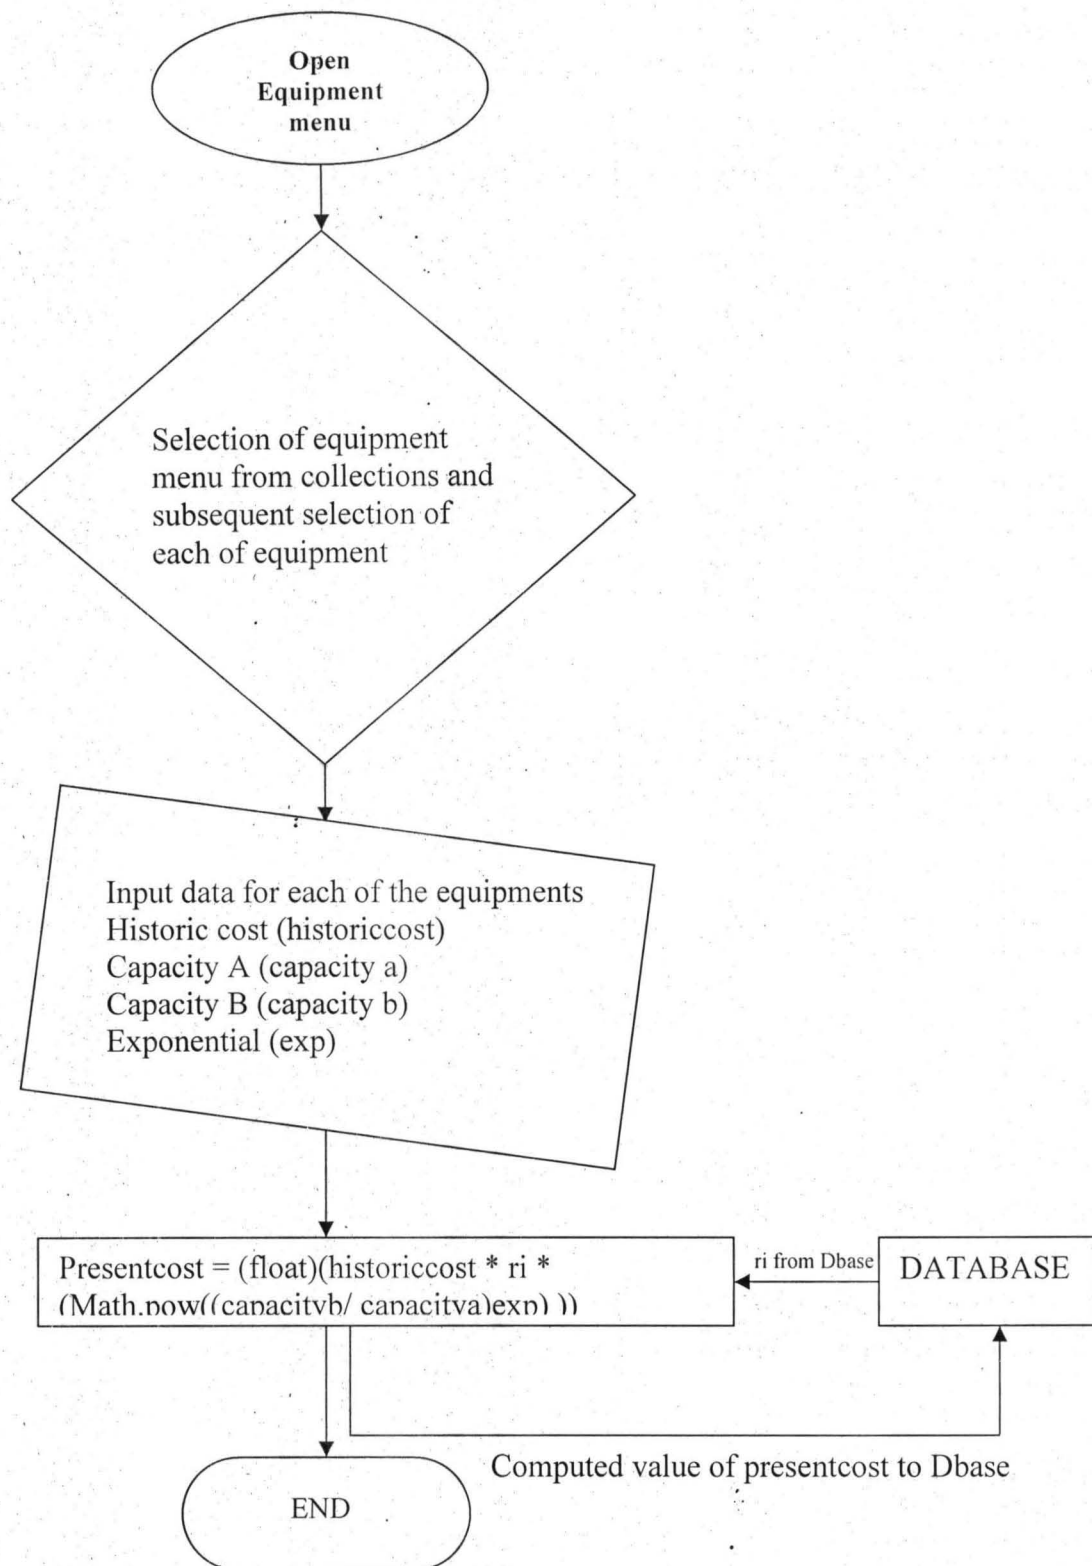 Open
Equipment
menu
Selection of equipment
menu from collections and
subsequent selection of
each of equipment
Input data for each of the equipments
Historic cost (historiccost)
Capacity A (capacity a)
Capacity B (capacity b)
Exponential (exp)
Presentcost = (float)(historiccost * ri *
(Math.pow((capacityb/ capacitya)exp) ))
ri from Dbase
DATABASE
Computed value of presentcost to Dbase
END